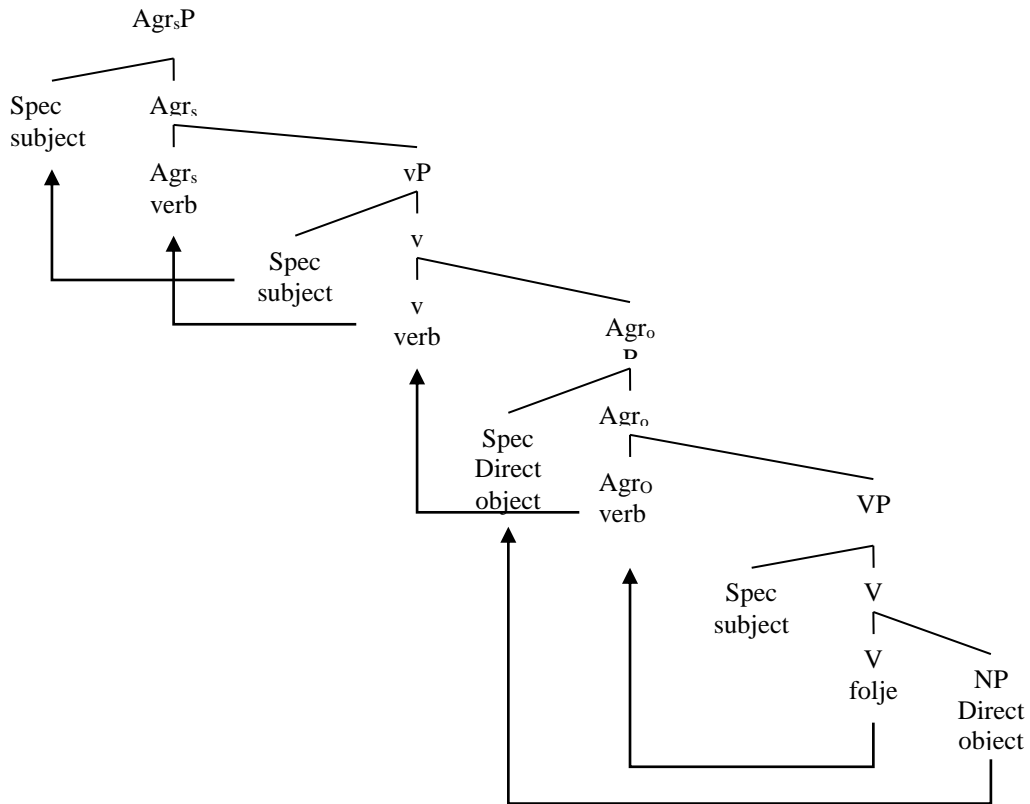 AgrₛP
Spec
subject
Agrₛ
Agrₛ
verb
vP
Spec
subject
v
v
verb
Agrₒ
P
Spec
Direct
object
Agrₒ
Agr_O
verb
VP
Spec
subject
V
V
folje
NP
Direct
object